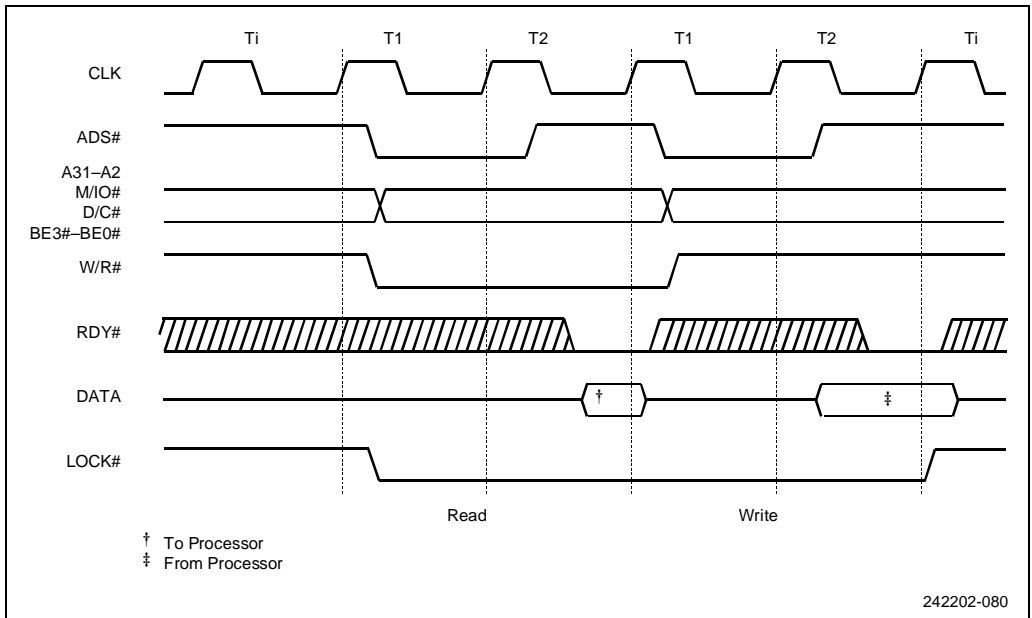 Ti T1 T2 T1 T2 Ti
CLK
ADS#
A31–A2
M/IO#
D/C#
BE3#–BE0#
W/R#
RDY#
DATA † ‡
LOCK#
Read Write
† To Processor
‡ From Processor
242202-080